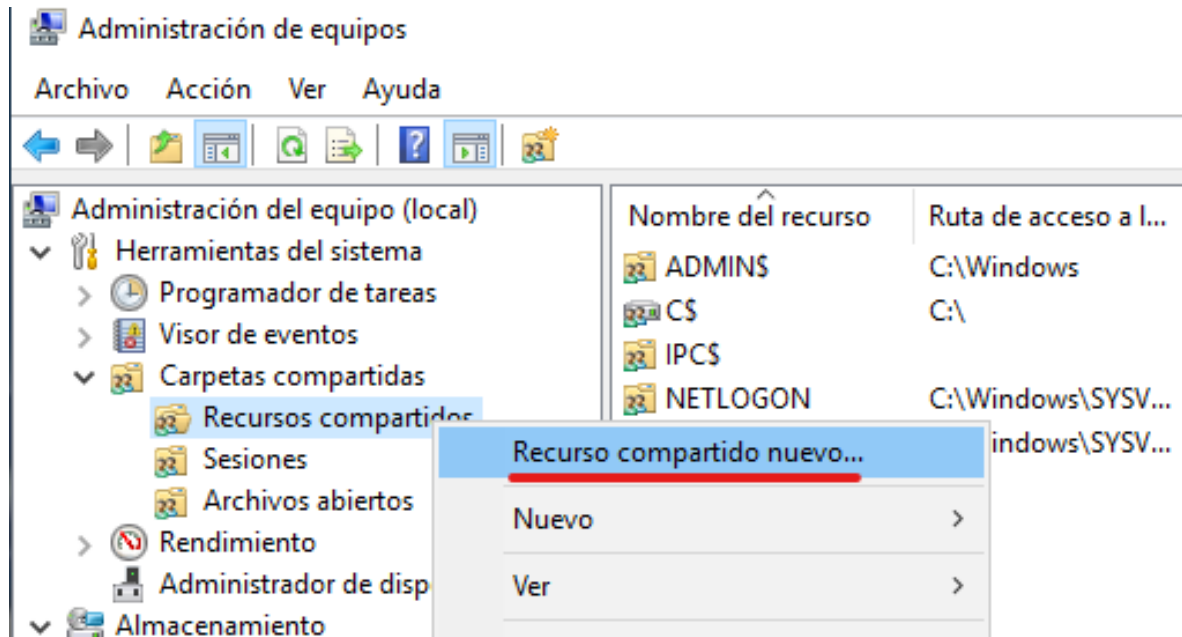 Administración de equipos
Archivo Acción Ver Ayuda
Administración del equipo (local)
Herramientas del sistema
Programador de tareas
Visor de eventos
Carpetas compartidas
Recursos compartidos
Sesiones
Archivos abiertos
Rendimiento
Administrador de disp
Almacenamiento
Nombre del recurso Ruta de acceso a l...
ADMIN$ C:\Windows
C$ C:\
IPC$
NETLOGON C:\Windows\SYSV...
indows\SYSV...
Recurso compartido nuevo...
Nuevo
Ver